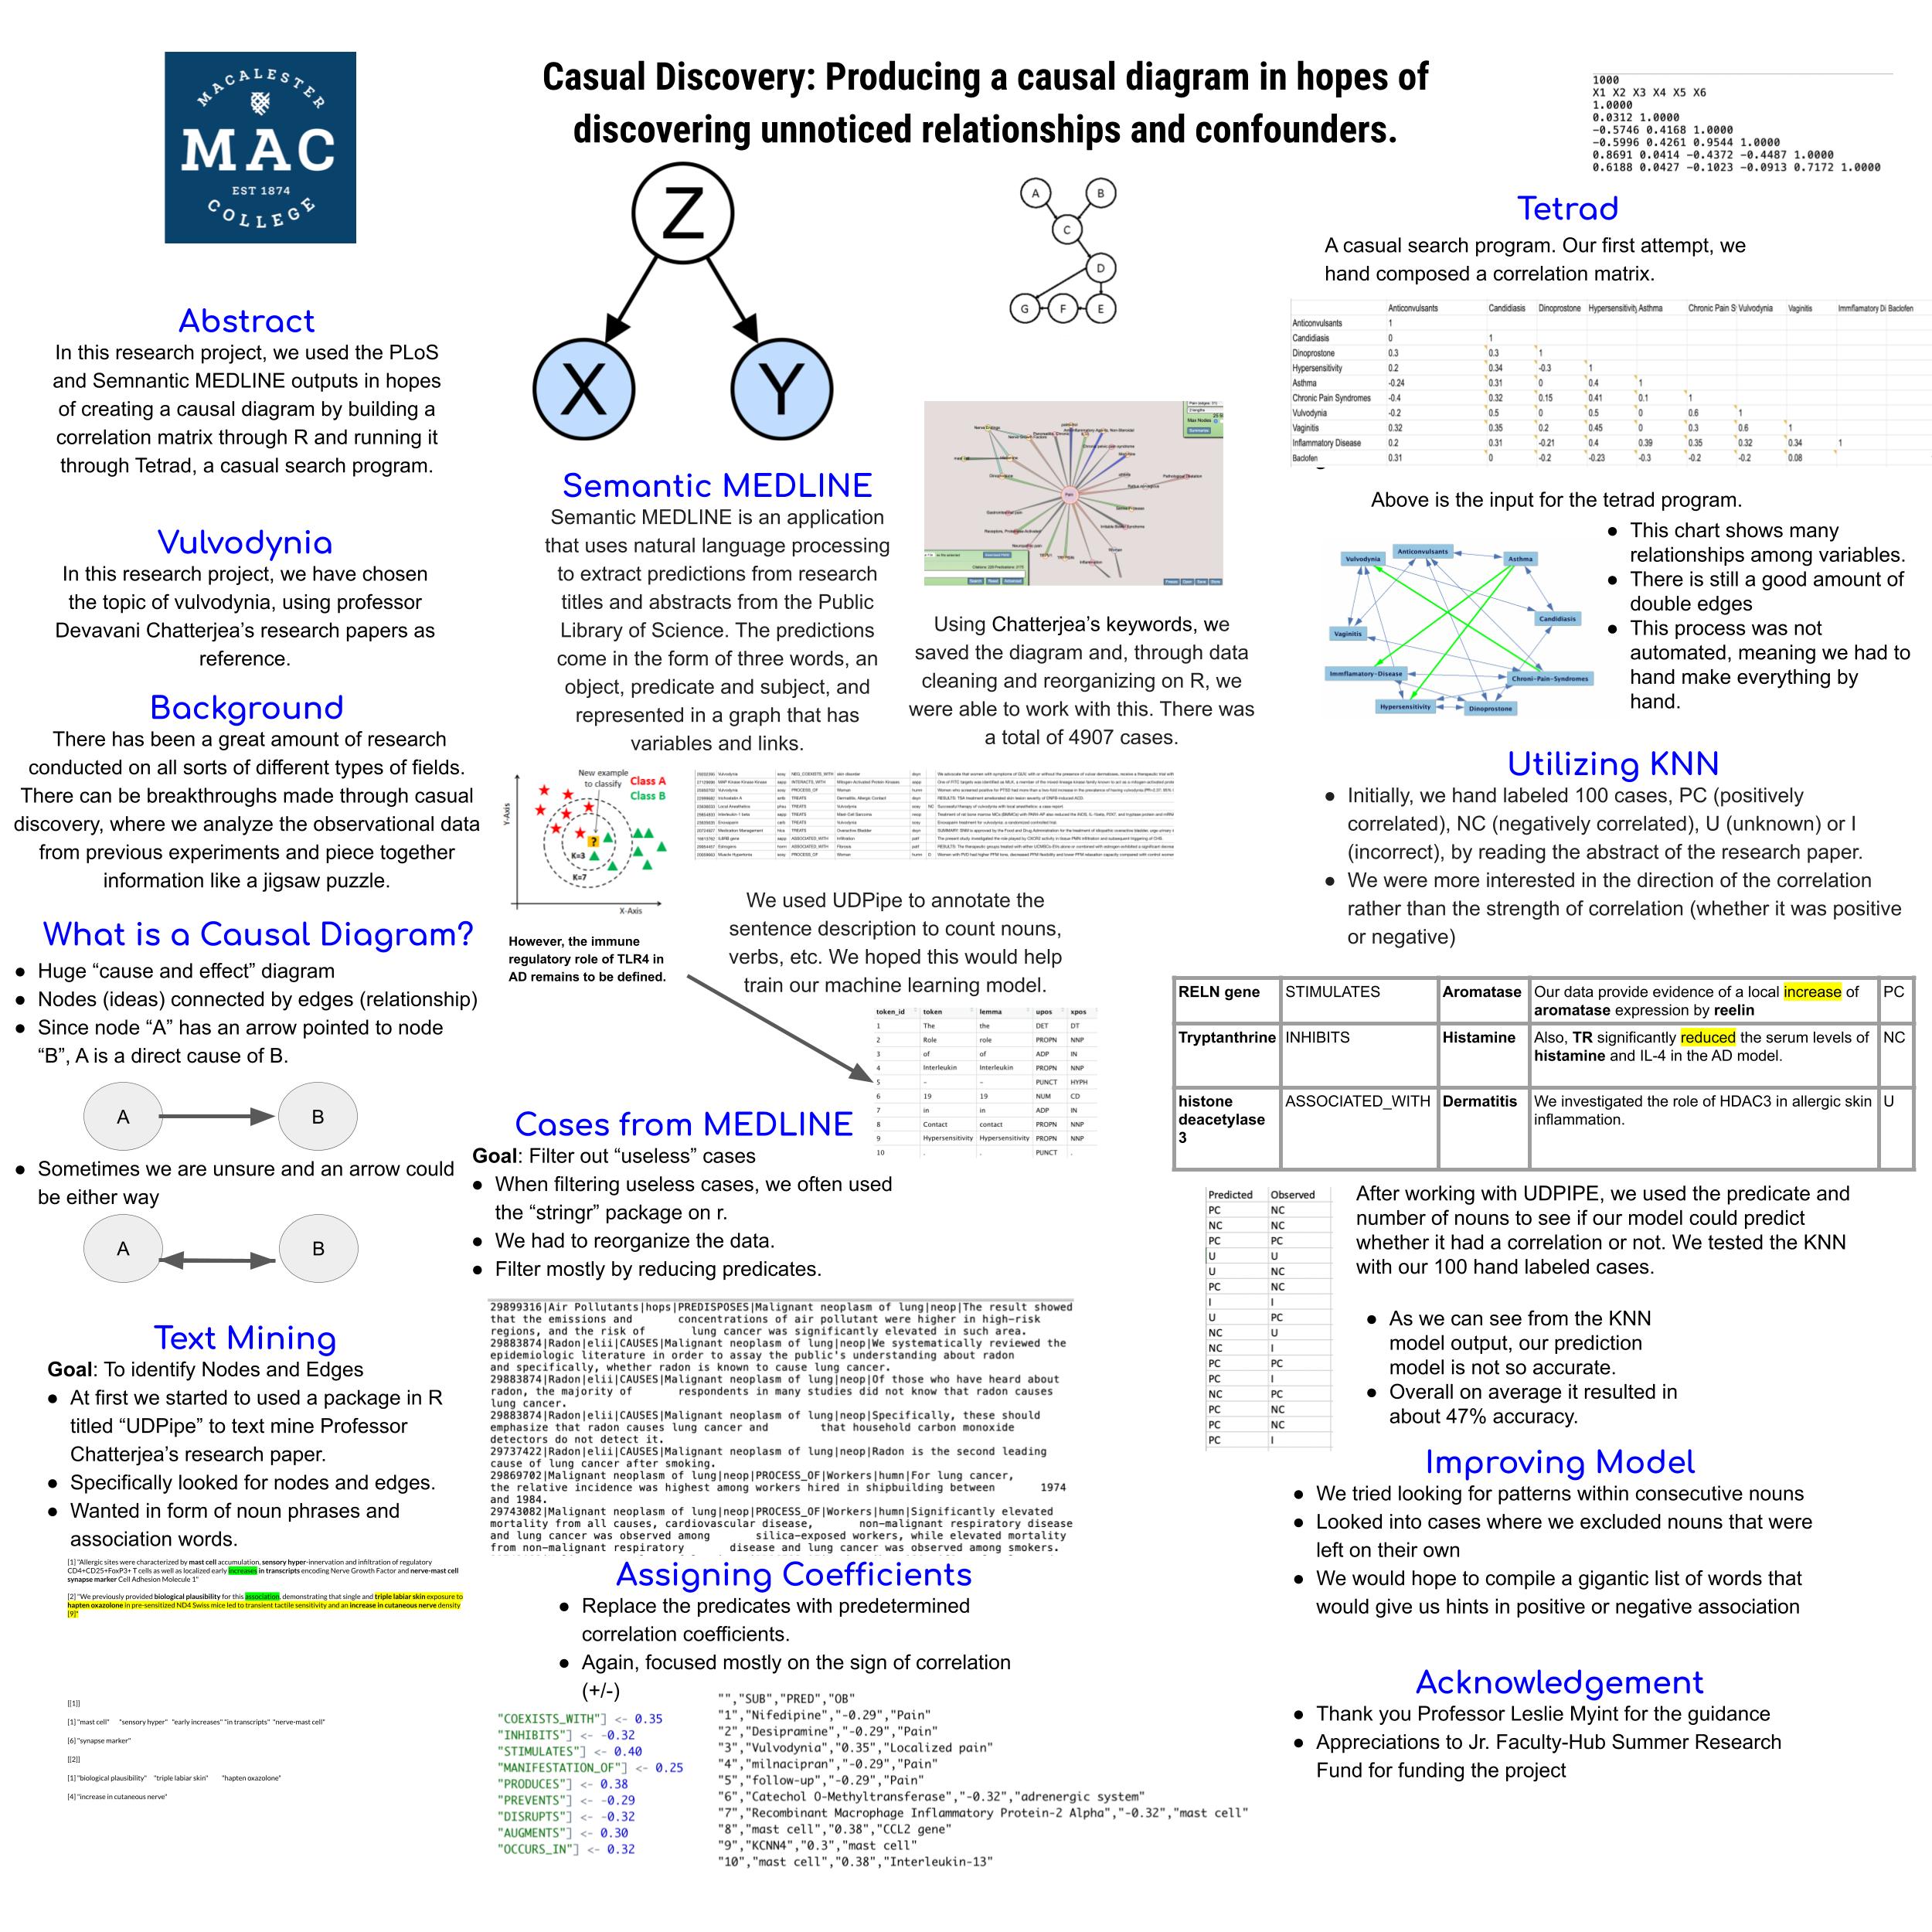 MACALESTER
MAC
EST 1874
COLLEGE
Casual Discovery: Producing a causal diagram in hopes of
discovering unnoticed relationships and confounders.
Abstract
In this research project, we used the PLoS
and Semnantic MEDLINE outputs in hopes
of creating a causal diagram by building a
correlation matrix through R and running it
through Tetrad, a casual search program.
Vulvodynia
In this research project, we have chosen
the topic of vulvodynia, using professor
Devavani Chatterjea's research papers as
reference.
Background
There has been a great amount of research
conducted on all sorts of different types of fields.
There can be breakthroughs made through casual
discovery, where we analyze the observational data
from previous experiments and piece together
information like a jigsaw puzzle.
What is a Causal Diagram?
● Huge “cause and effect” diagram
● Nodes (ideas) connected by edges (relationship)
● Since node “A” has an arrow pointed to node
“B”, A is a direct cause of B.
A B
● Sometimes we are unsure and an arrow could
be either way
A B
Text Mining
Goal: To identify Nodes and Edges
● At first we started to used a package in R
titled “UDPipe” to text mine Professor
Chatterjea's research paper.
● Specifically looked for nodes and edges.
● Wanted in form of noun phrases and
association words.
[1] "Allergic sites were characterized by mast cell accumulation, sensory hyper-innervation and infiltration of regulatory
CD4+CD25+FoxP3+ T cells as well as localized early increases in transcripts encoding Nerve Growth Factor and nerve-mast cell
synapse marker Cell Adhesion Molecule 1"
[2] "We previously provided biological plausibility for this association, demonstrating that single and triple labiar skin exposure to
hapten oxazolone in pre-sensitized ND4 Swiss mice led to transient tactile sensitivity and an increase in cutaneous nerve density
[9]"
[[1]]
[1] "mast cell" "sensory hyper" "early increases" "in transcripts" "nerve-mast cell"
[6] "synapse marker"
[[2]]
[1] "biological plausibility" "triple labiar skin" "hapten oxazolone"
[4] "increase in cutaneous nerve"
Z
X Y
Semantic MEDLINE
Semantic MEDLINE is an application
that uses natural language processing
to extract predictions from research
titles and abstracts from the Public
Library of Science. The predictions
come in the form of three words, an
object, predicate and subject, and
represented in a graph that has
variables and links.
A B
C
D
G F E
Pain
Using Chatterjea's keywords, we
saved the diagram and, through data
cleaning and reorganizing on R, we
were able to work with this. There was
a total of 4907 cases.
New example
to classify
Class A
Class B
Y-Axis
?
K=3
K=7
X-Axis
However, the immune
regulatory role of TLR4 in
AD remains to be defined.
We used UDPipe to annotate the
sentence description to count nouns,
verbs, etc. We hoped this would help
train our machine learning model.
token_id token lemma upos xpos
1 The the DET DT
2 Role role PROPN NNP
3 of of ADP IN
4 Interleukin Interleukin PROPN NNP
5 - - PUNCT HYPH
6 19 19 NUM CD
7 in in ADP IN
8 Contact contact PROPN NNP
9 Hypersensitivity Hypersensitivity PROPN NNP
10 . . PUNCT .
Cases from MEDLINE
Goal: Filter out “useless” cases
● When filtering useless cases, we often used
the “stringr” package on r.
● We had to reorganize the data.
● Filter mostly by reducing predicates.
29899316|Air Pollutants|hops|PREDISPOSES|Malignant neoplasm of lung|neop|The result showed
that the emissions and concentrations of air pollutant were higher in high-risk
regions, and the risk of lung cancer was significantly elevated in such area.
29883874|Radon|elii|CAUSES|Malignant neoplasm of lung|neop|We systematically reviewed the
epidemiologic literature in order to assay the public's understanding about radon
and specifically, whether radon is known to cause lung cancer.
29883874|Radon|elii|CAUSES|Malignant neoplasm of lung|neop|Of those who have heard about
radon, the majority of respondents in many studies did not know that radon causes
lung cancer.
29883874|Radon|elii|CAUSES|Malignant neoplasm of lung|neop|Specifically, these should
emphasize that radon causes lung cancer and that household carbon monoxide
detectors do not detect it.
29737422|Radon|elii|CAUSES|Malignant neoplasm of lung|neop|Radon is the second leading
cause of lung cancer after smoking.
29869702|Malignant neoplasm of lung|neop|PROCESS_OF|Workers|humn|For lung cancer,
the relative incidence was highest among workers hired in shipbuilding between 1974
and 1984.
29743082|Malignant neoplasm of lung|neop|PROCESS_OF|Workers|humn|Significantly elevated
mortality from all causes, cardiovascular disease, non-malignant respiratory disease
and lung cancer was observed among silica-exposed workers, while elevated mortality
from non-malignant respiratory disease and lung cancer was observed among smokers.
Assigning Coefficients
● Replace the predicates with predetermined
correlation coefficients.
● Again, focused mostly on the sign of correlation
(+/-)
"COEXISTS_WITH"] <- 0.35
"INHIBITS"] <- -0.32
"STIMULATES"] <- 0.40
"MANIFESTATION_OF"] <- 0.25
"PRODUCES"] <- 0.38
"PREVENTS"] <- -0.29
"DISRUPTS"] <- -0.32
"AUGMENTS"] <- 0.30
"OCCURS_IN"] <- 0.32
"","SUB","PRED","OB"
"1","Nifedipine","-0.29","Pain"
"2","Desipramine","-0.29","Pain"
"3","Vulvodynia","0.35","Localized pain"
"4","milnacipran","-0.29","Pain"
"5","follow-up","-0.29","Pain"
"6","Catechol O-Methyltransferase","-0.32","adrenergic system"
"7","Recombinant Macrophage Inflammatory Protein-2 Alpha","-0.32","mast cell"
"8","mast cell","0.38","CCL2 gene"
"9","KCNN4","0.3","mast cell"
"10","mast cell","0.38","Interleukin-13"
1000
X1 X2 X3 X4 X5 X6
1.0000
0.0312 1.0000
-0.5746 0.4168 1.0000
-0.5996 0.4261 0.9544 1.0000
0.8691 0.0414 -0.4372 -0.4487 1.0000
0.6188 0.0427 -0.1023 -0.0913 0.7172 1.0000
Tetrad
A casual search program. Our first attempt, we
hand composed a correlation matrix.
Anticonvulsants Candidiasis Dinoprostone Hypersensitivity Asthma Chronic Pain S Vulvodynia Vaginitis Immflamatory Di Baclofen
Anticonvulsants 1
Candidiasis 0 1
Dinoprostone 0.3 0.3 1
Hypersensitivity 0.2 0.34 -0.3 1
Asthma -0.24 0.31 0 0.4 1
Chronic Pain Syndromes -0.4 0.32 0.15 0.41 0.1 1
Vulvodynia -0.2 0.5 0 0.5 0 0.6 1
Vaginitis 0.32 0.35 0.2 0.45 0 0.3 0.6 1
Inflammatory Disease 0.2 0.31 -0.21 0.4 0.39 0.35 0.32 0.34 1
Baclofen 0.31 0 -0.2 -0.23 -0.3 -0.2 -0.2 0.08
Above is the input for the tetrad program.
Vulvodynia
Anticonvulsants
Asthma
Candidiasis
Vaginitis
Immflamatory-Disease
Chroni-Pain-Syndromes
Hypersensitivity
Dinoprostone
● This chart shows many
relationships among variables.
● There is still a good amount of
double edges
● This process was not
automated, meaning we had to
hand make everything by
hand.
Utilizing KNN
● Initially, we hand labeled 100 cases, PC (positively
correlated), NC (negatively correlated), U (unknown) or I
(incorrect), by reading the abstract of the research paper.
● We were more interested in the direction of the correlation
rather than the strength of correlation (whether it was positive
or negative)
RELN gene STIMULATES Aromatase Our data provide evidence of a local increase of PC
aromatase expression by reelin
Tryptanthrine INHIBITS Histamine Also, TR significantly reduced the serum levels of NC
histamine and IL-4 in the AD model.
histone ASSOCIATED_WITH Dermatitis We investigated the role of HDAC3 in allergic skin U
deacetylase inflammation.
3
Predicted Observed
PC NC
NC NC
PC PC
U U
U NC
PC NC
I I
U PC
NC U
NC I
PC PC
PC I
NC PC
PC NC
PC NC
PC I
After working with UDPIPE, we used the predicate and
number of nouns to see if our model could predict
whether it had a correlation or not. We tested the KNN
with our 100 hand labeled cases.
● As we can see from the KNN
model output, our prediction
model is not so accurate.
● Overall on average it resulted in
about 47% accuracy.
Improving Model
● We tried looking for patterns within consecutive nouns
● Looked into cases where we excluded nouns that were
left on their own
● We would hope to compile a gigantic list of words that
would give us hints in positive or negative association
Acknowledgement
● Thank you Professor Leslie Myint for the guidance
● Appreciations to Jr. Faculty-Hub Summer Research
Fund for funding the project